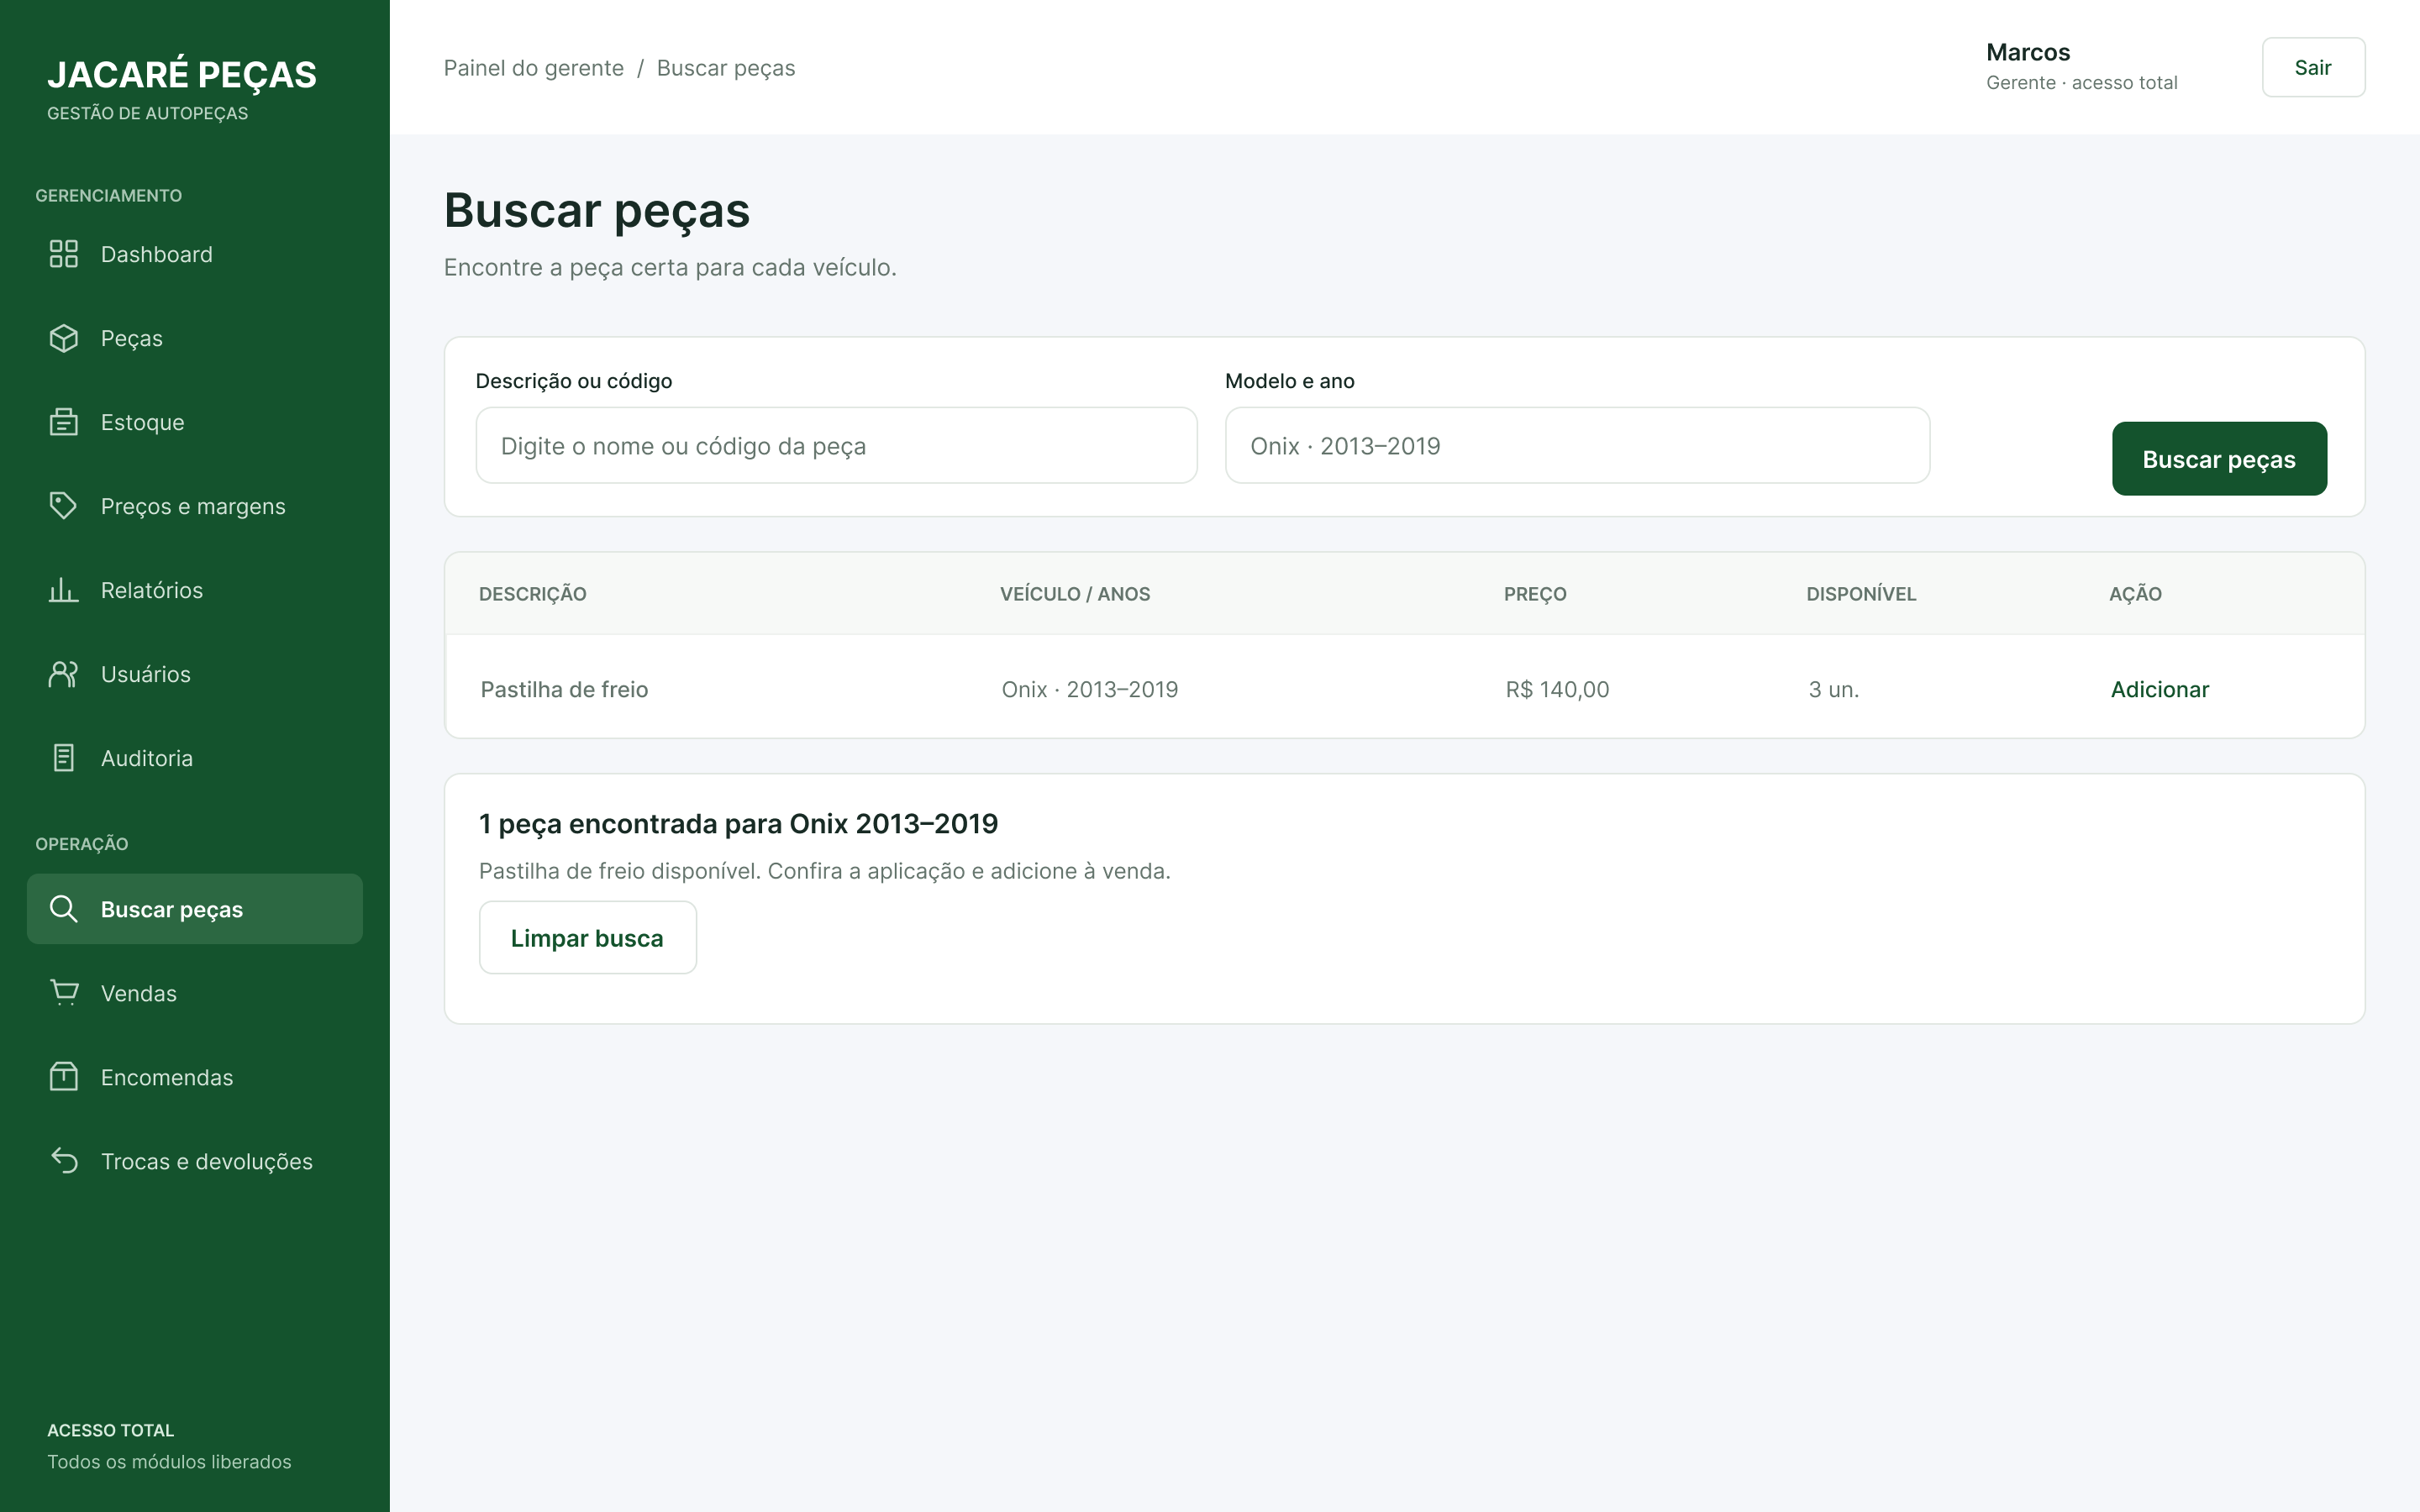 JACARÉ PEÇAS
GESTÃO DE AUTOPEÇAS
GERENCIAMENTO
Dashboard
Peças
Estoque
Preços e margens
Relatórios
Usuários
Auditoria
OPERAÇÃO
Buscar peças
Vendas
Encomendas
Trocas e devoluções
ACESSO TOTAL
Todos os módulos liberados
Painel do gerente / Buscar peças
Marcos
Gerente · acesso total
Sair
Buscar peças
Encontre a peça certa para cada veículo.
Descrição ou código
Digite o nome ou código da peça
Modelo e ano
Onix · 2013–2019
Buscar peças
DESCRIÇÃO VEÍCULO / ANOS PREÇO DISPONÍVEL AÇÃO
Pastilha de freio Onix · 2013–2019 R$ 140,00 3 un. Adicionar
1 peça encontrada para Onix 2013–2019
Pastilha de freio disponível. Confira a aplicação e adicione à venda.
Limpar busca